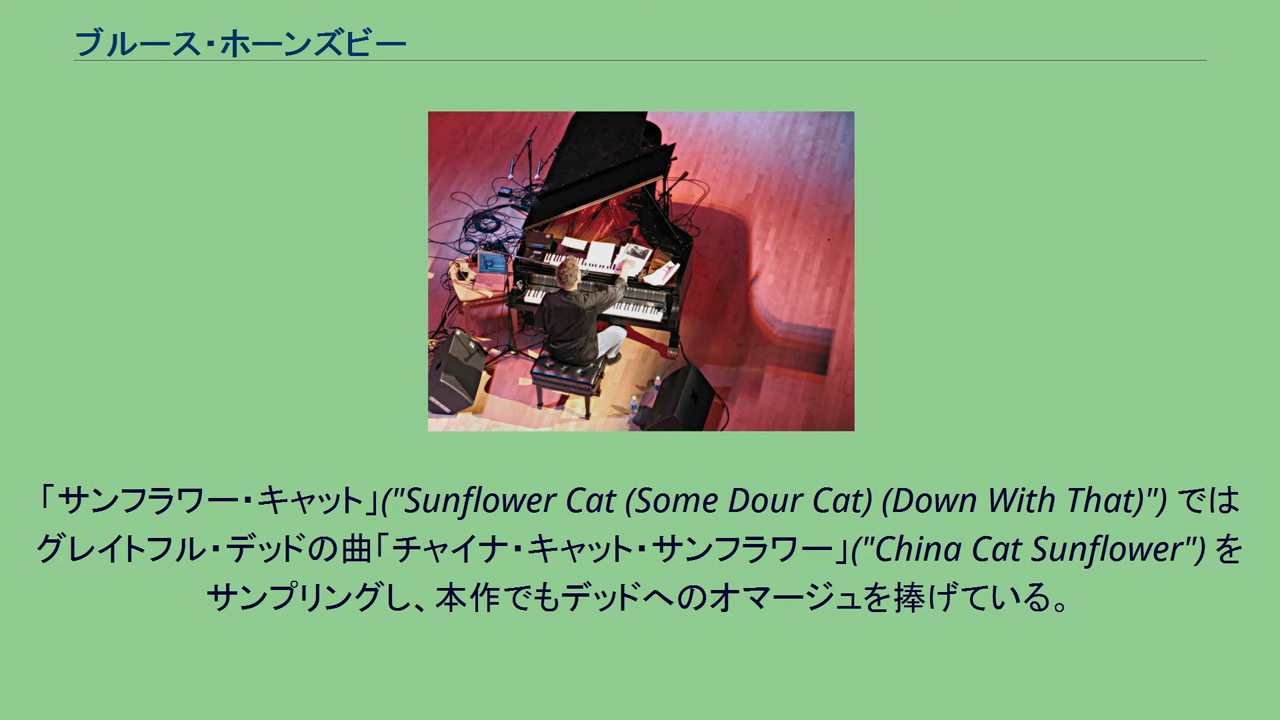 ブルース・ホーンズビー
「サンフラワー・キャット」("Sunflower Cat (Some Dour Cat) (Down With That)") では
グレイトフル・デッドの曲「チャイナ・キャット・サンフラワー」("China Cat Sunflower") を
サンプリングし、本作でもデッドへのオマージュを捧げている。